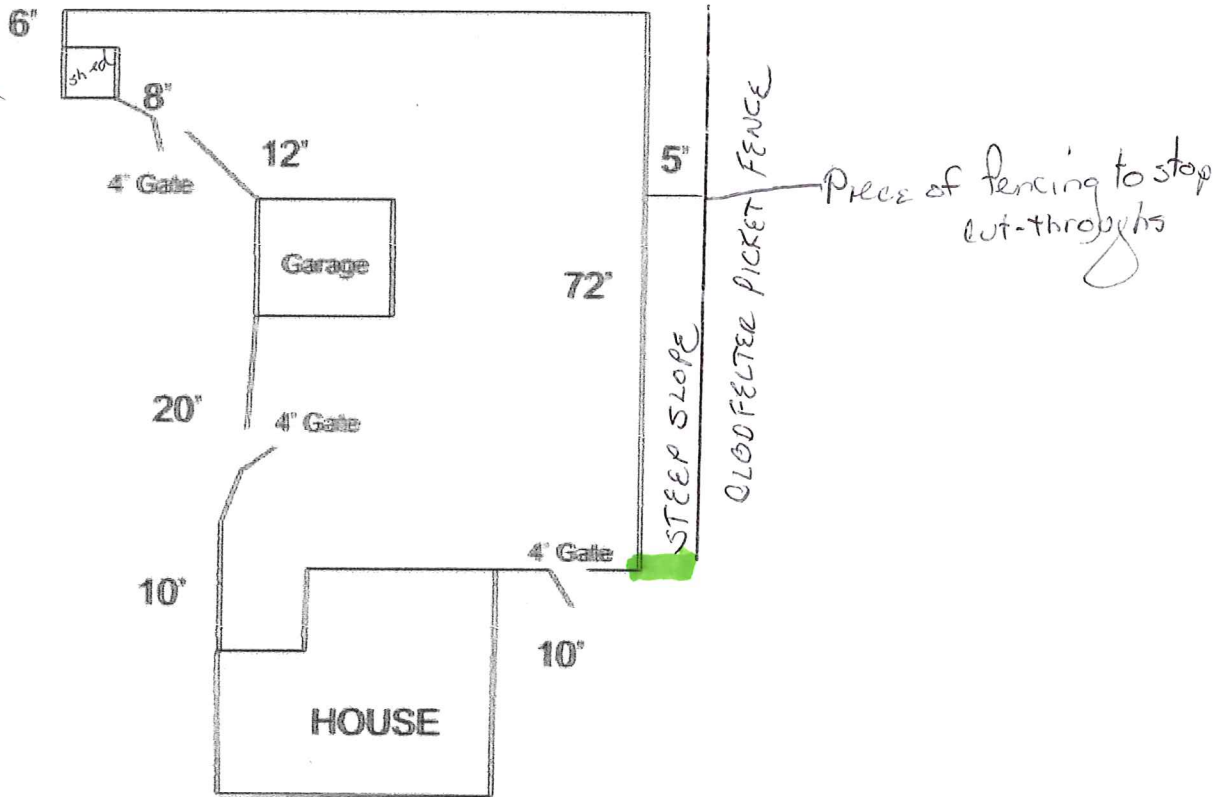 6"
shed
8"
4" Gate
12"
Garage
5"
Piece of fencing to stop
cut-throughs
72"
20"
4" Gate
STEEP SLOPE
CLODFELTER PICKET FENCE
4" Gate
10"
10"
HOUSE